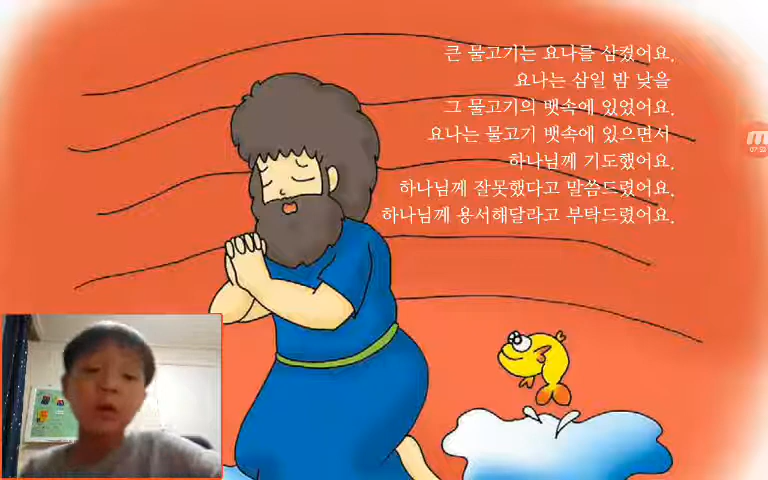 큰 물고기는 요나를 삼켰어요.
요나는 삼일 밤 낮을
그 물고기의 뱃속에 있었어요.
요나는 물고기 뱃속에 있으면서
하나님께 기도했어요.
하나님께 잘못했다고 말씀드렸어요.
하나님께 용서해달라고 부탁드렸어요.